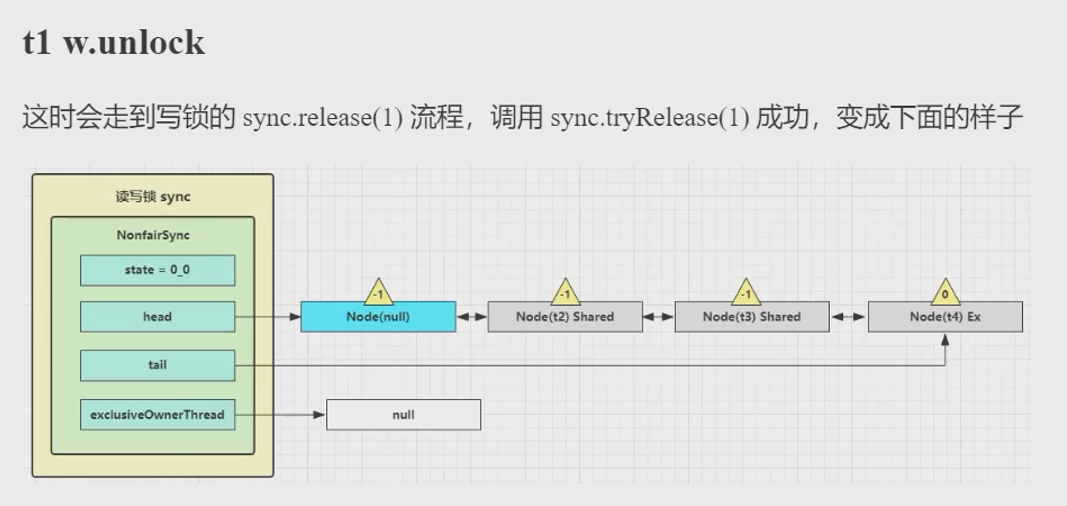 t1 w.unlock
这时会走到写锁的 sync.release(1) 流程，调用 sync.tryRelease(1) 成功，变成下面的样子
读写锁 sync
NonfairSync
state = 0_0
-1
-1
-1
0
head
Node(null)
Node(t2) Shared
Node(t3) Shared
Node(t4) Ex
tail
exclusiveOwnerThread
null